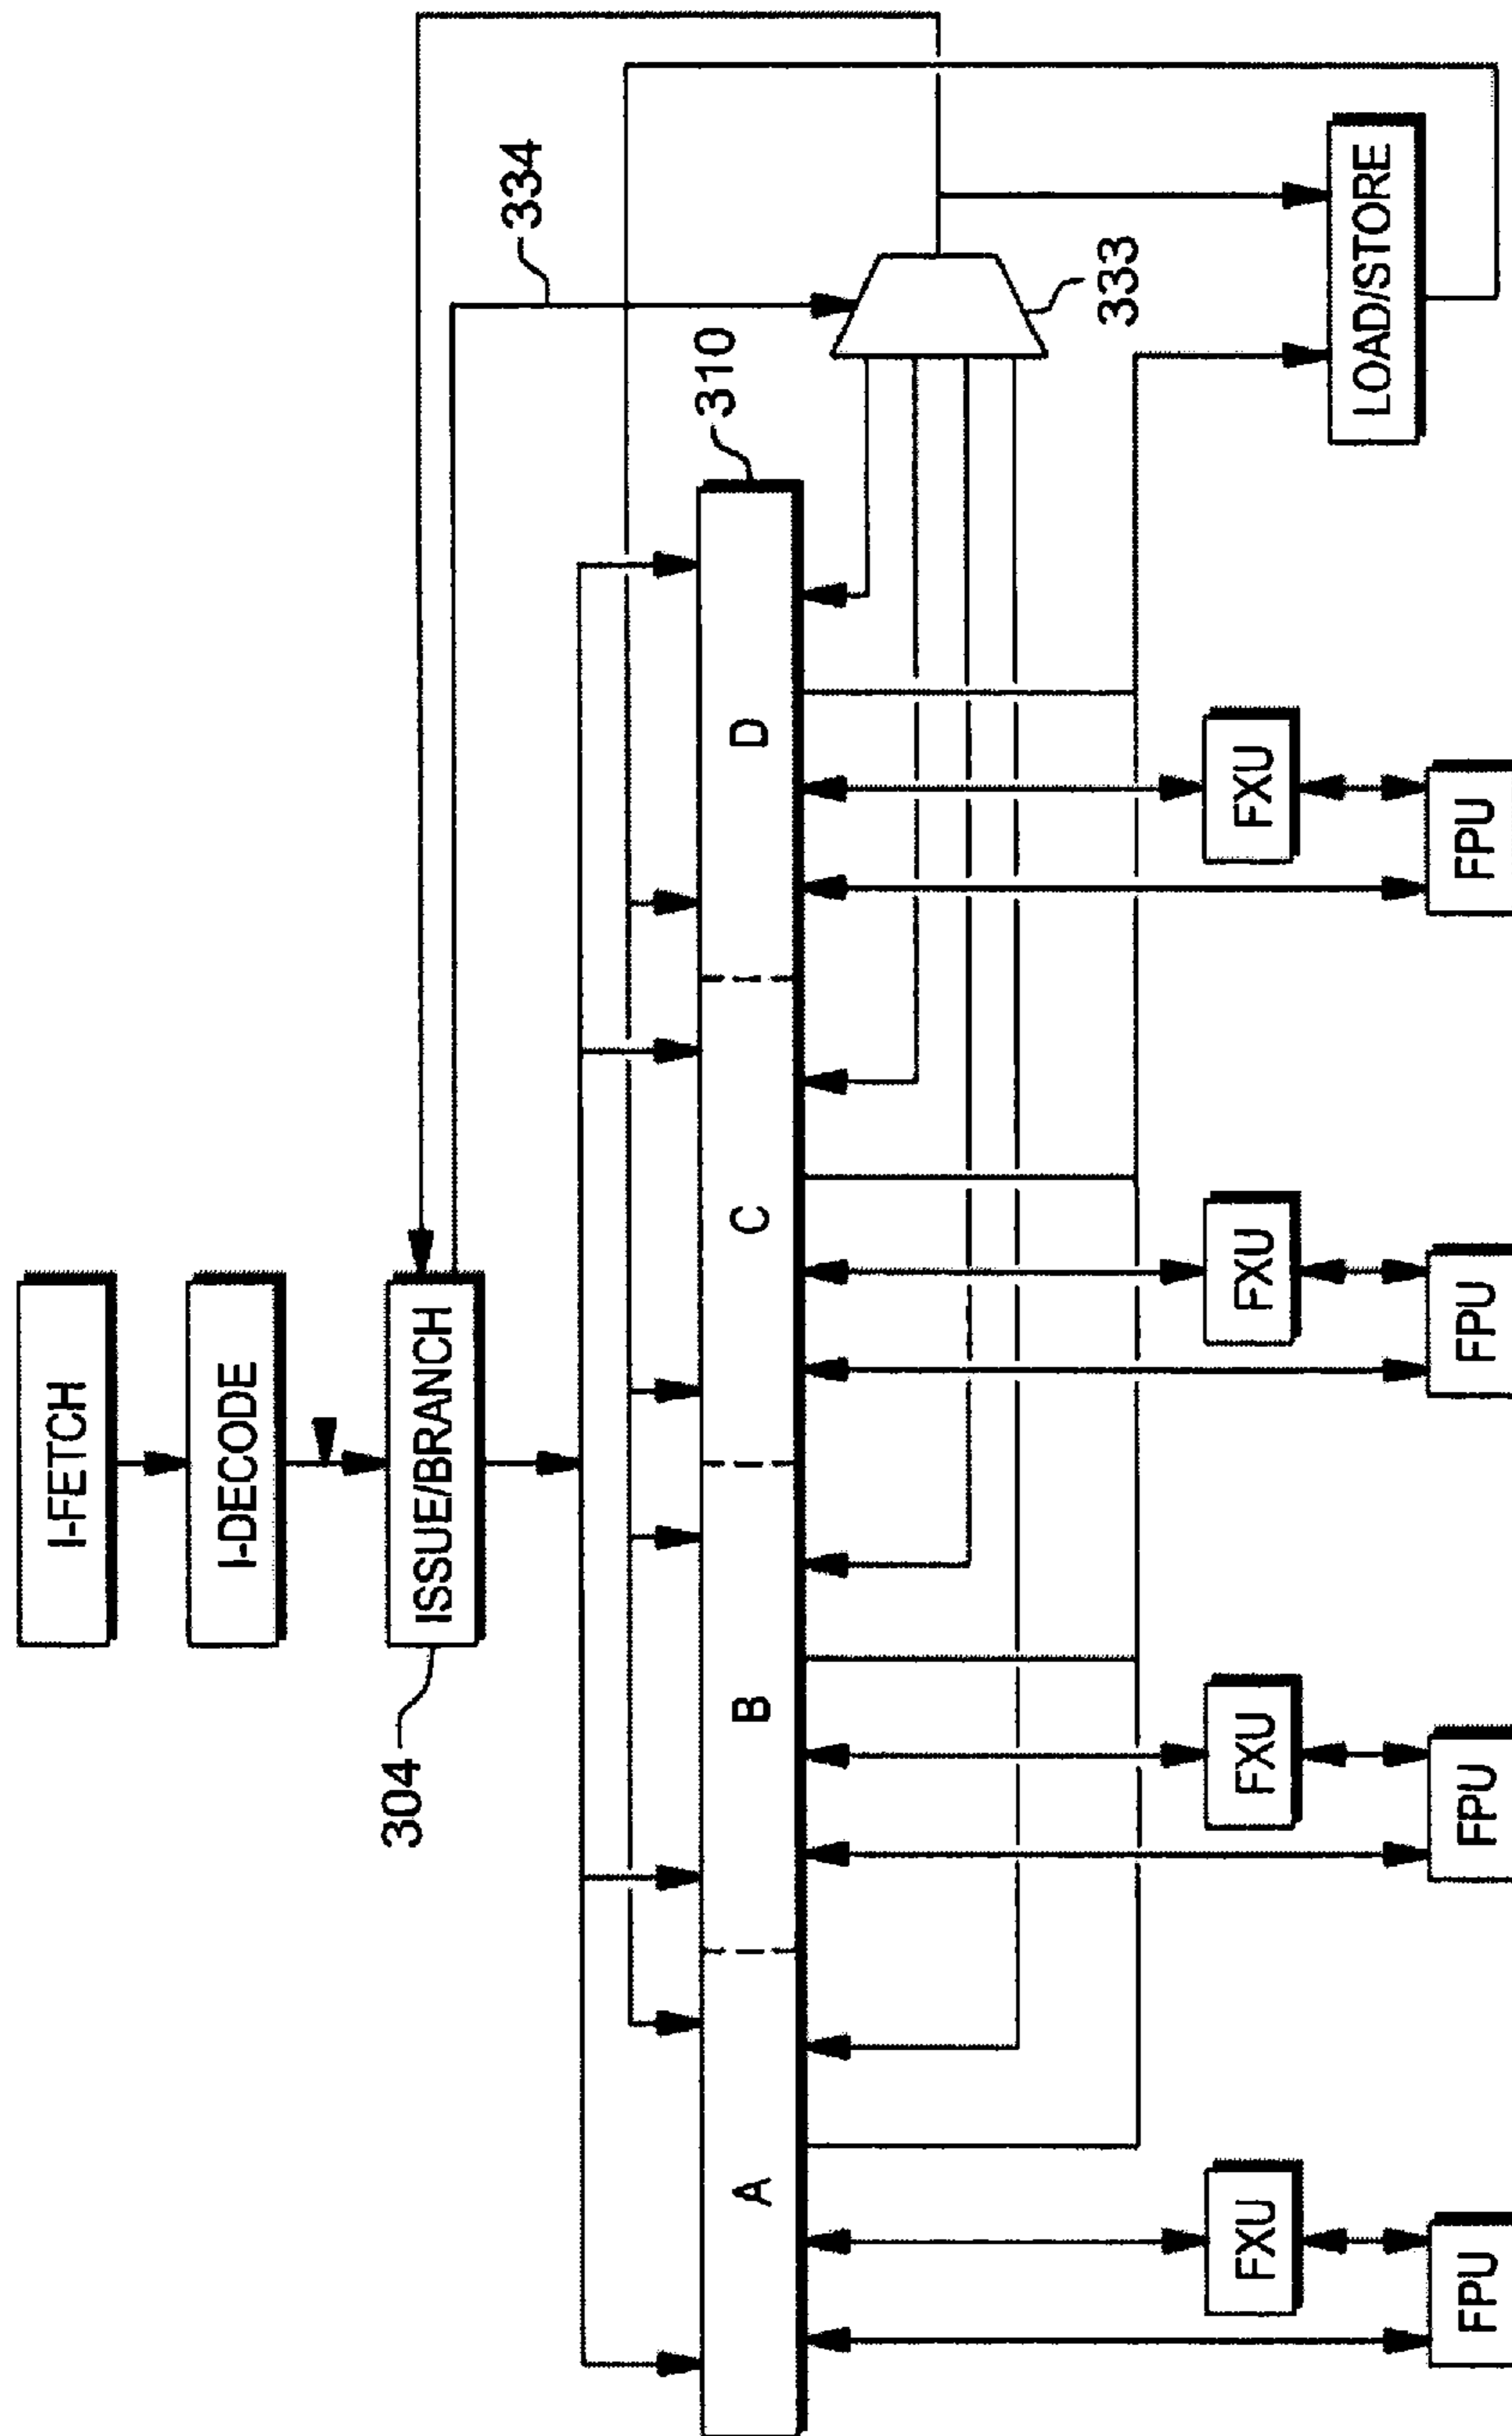 I-FETCH
I-DECODE
ISSUE/BRANCH
304
334
310
A
B
C
D
333
FXU
FXU
FXU
FXU
LOAD/STORE
FPU
FPU
FPU
FPU